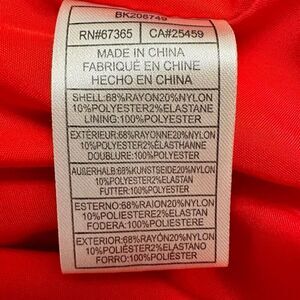 BK208749
RN#67365 CA#25459
MADE IN CHINA
FABRIQUÉ EN CHINE
HECHO EN CHINA
SHELL:68%RAYON20%NYLON
10%POLYESTER2%ELASTANE
LINING:100%POLYESTER
EXTÉRIEUR:68%RAYONNE20%NYLON
10%POLYESTER2%ÉLASTHANNE
DOUBLURE:100%POLYESTER
AUßERHALB:68%KUNSTSEIDE20%NYLON
10%POLYESTER2%ELASTAN
FUTTER:100%POLYESTER
ESTERNO:68%RAION20%NYLON
10%POLIESTERE2%ELASTAN
FODERA:100%POLIESTERE
EXTERIOR:68%RAYÓN20%NYLON
10%POLIÉSTER2%ELASTANO
FORRO:100%POLIÉSTER